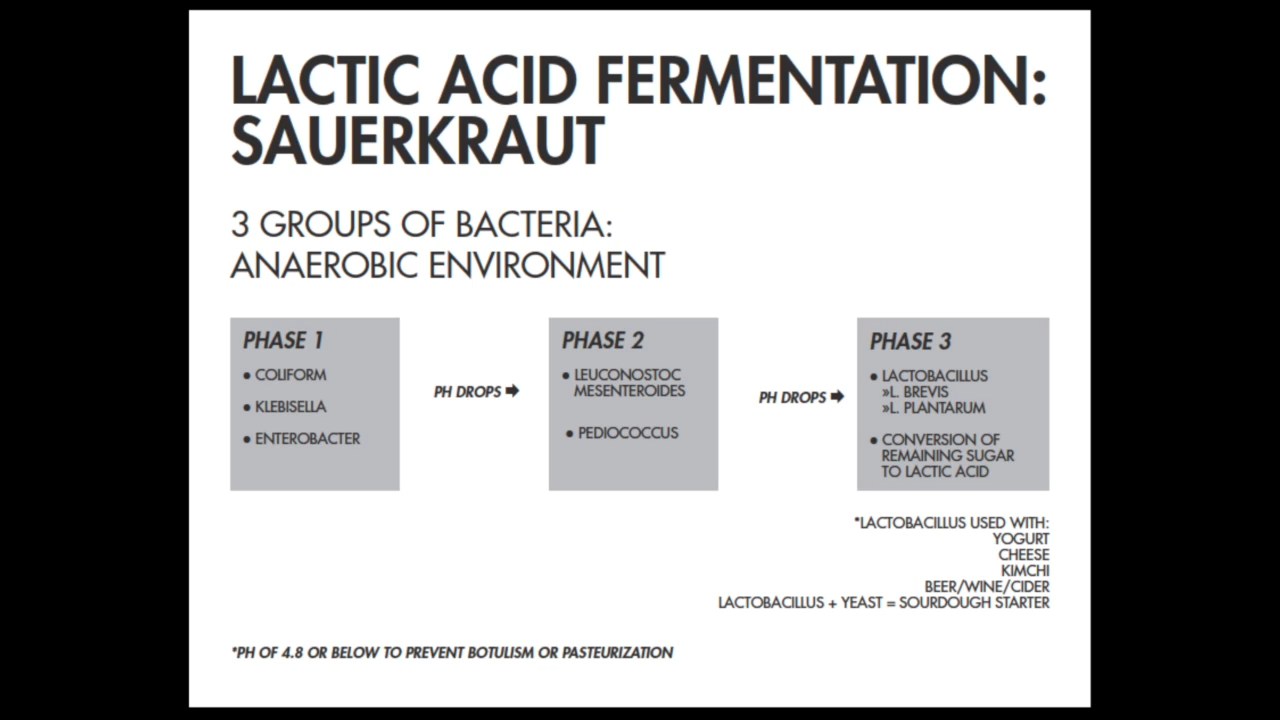 LACTIC ACID FERMENTATION:
SAUERKRAUT
3 GROUPS OF BACTERIA:
ANAEROBIC ENVIRONMENT
PHASE 1
• COLIFORM
• KLEBISELLA
• ENTEROBACTER
PH DROPS ➡
PHASE 2
• LEUCONOSTOC
MESENTEROIDES
• PEDIOCOCCUS
PH DROPS ➡
PHASE 3
• LACTOBACILLUS
»L. BREVIS
»L. PLANTARUM
• CONVERSION OF
REMAINING SUGAR
TO LACTIC ACID
*LACTOBACILLUS USED WITH:
YOGURT
CHEESE
KIMCHI
BEER/WINE/CIDER
LACTOBACILLUS + YEAST = SOURDOUGH STARTER
*PH OF 4.8 OR BELOW TO PREVENT BOTULISM OR PASTEURIZATION